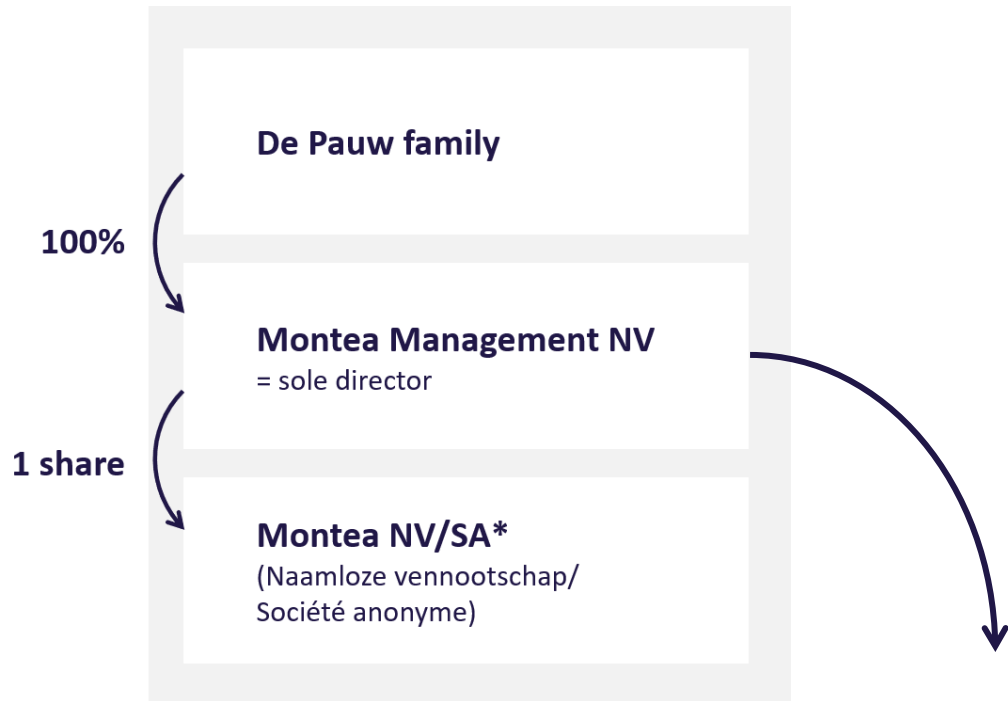 De Pauw family
100%
Montea Management NV
= sole director
1 share
Montea NV/SA*
(Naamloze vennootschap/
Société anonyme)